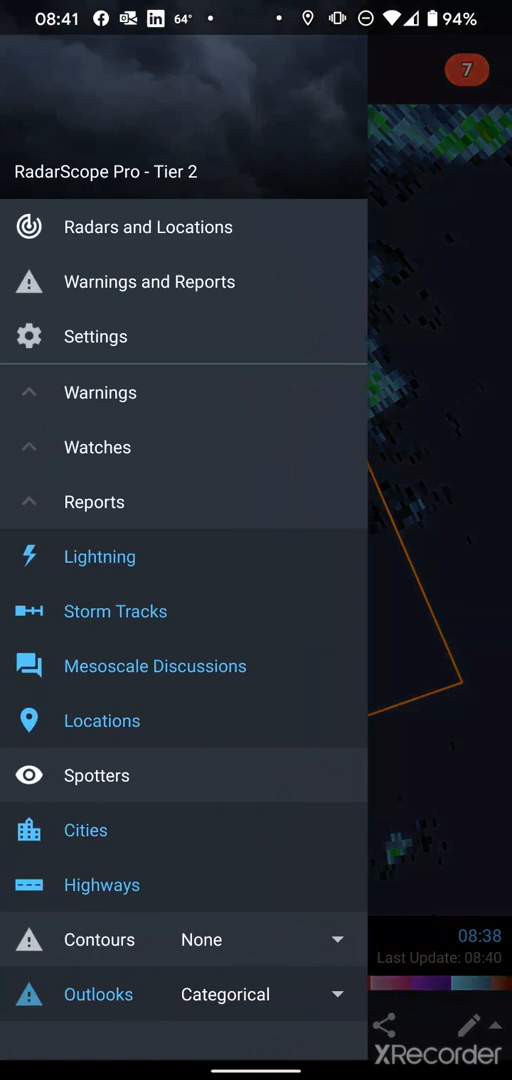 08:41 64° 94%
7
RadarScope Pro - Tier 2
Radars and Locations
Warnings and Reports
Settings
Warnings
Watches
Reports
Lightning
Storm Tracks
Mesoscale Discussions
Locations
Spotters
Cities
Highways
08:38
Contours None
Last Update: 08:40
Outlooks Categorical
XRecorder